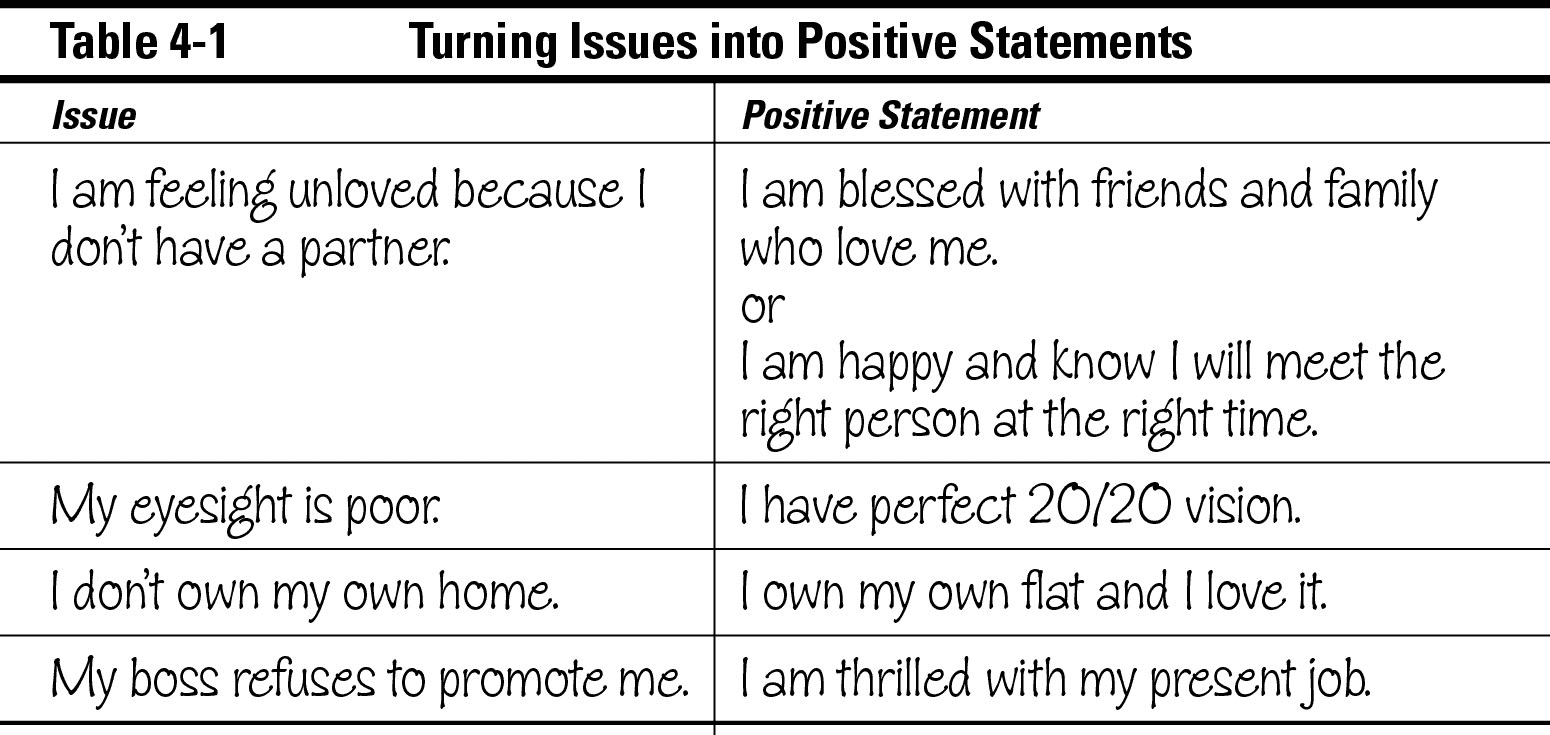 Table 4-1 Turning Issues into Positive Statements
Issue Positive Statement
I am feeling unloved because I
don't have a partner.
I am blessed with friends and family
who love me.
or
I am happy and know I will meet the
right person at the right time.
My eyesight is poor.
I have perfect 20/20 vision.
I don't own my own home.
I own my own flat and I love it.
My boss refuses to promote me.
I am thrilled with my present job.